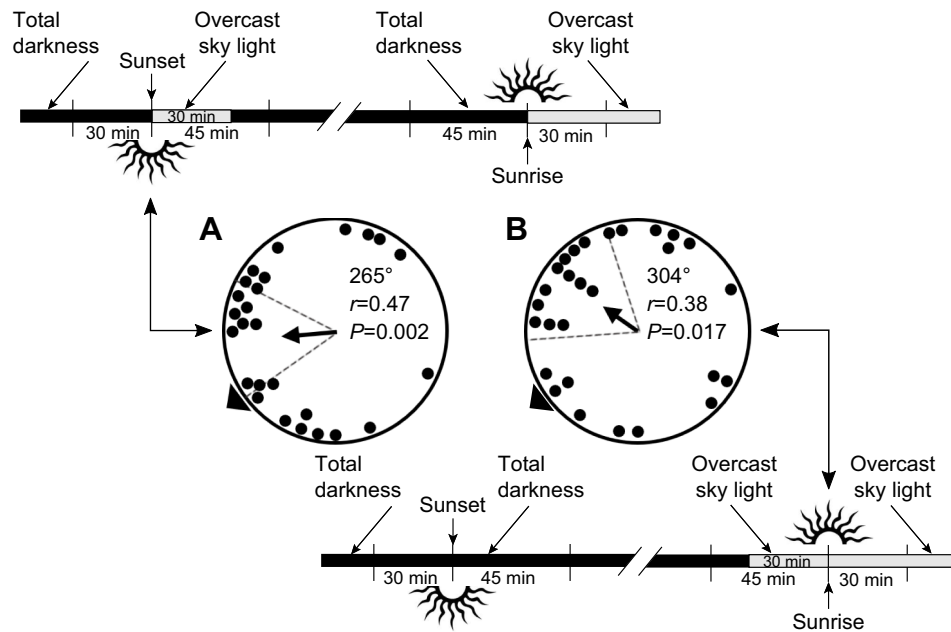 Total
darkness
Overcast
sky light
Sunset
Total
darkness
Overcast
sky light
30 min
30 min
45 min
45 min
30 min
Sunrise
A
265°
r=0.47
P=0.002
B
304°
r=0.38
P=0.017
Total
darkness
Total
darkness
Sunset
Overcast
sky light
Overcast
sky light
30 min
30 min
45 min
45 min
30 min
Sunrise